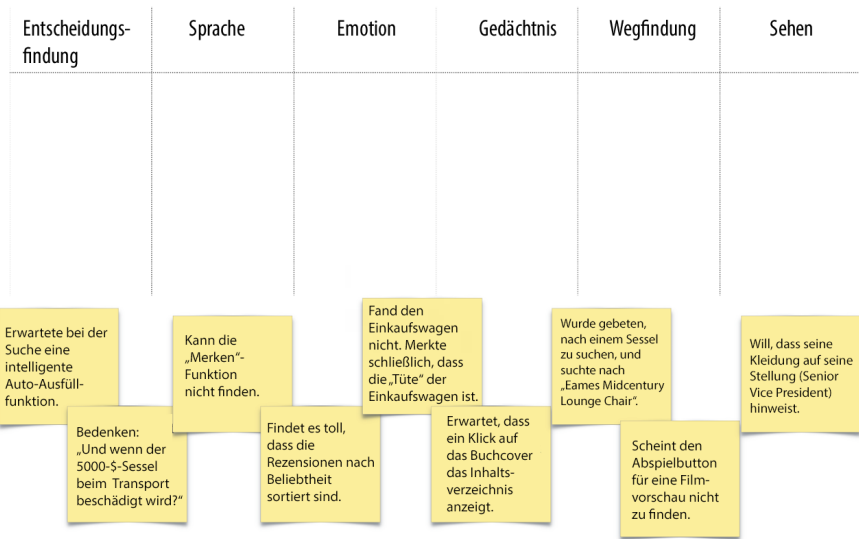 Entscheidungs-
findung
Sprache
Emotion
Gedächtnis
Wegfindung
Sehen
Erwartete bei der
Suche eine
intelligente
Auto-Ausfüll-
funktion.
Bedenken:
„Und wenn der
5000-$-Sessel
beim Transport
beschädigt wird?“
Kann die
„Merken“-
Funktion
nicht finden.
Findet es toll,
dass die
Rezensionen nach
Beliebtheit
sortiert sind.
Fand den
Einkaufswagen
nicht. Merkte
schließlich, dass
die „Tüte“ der
Einkaufswagen ist.
Erwartet, dass
ein Klick auf
das Buchcover
das Inhalts-
verzeichnis
anzeigt.
Wurde gebeten,
nach einem Sessel
zu suchen, und
suchte nach
„Eames Midcentury
Lounge Chair“.
Scheint den
Abspielbutton
für eine Film-
vorschau nicht
zu finden.
Will, dass seine
Kleidung auf seine
Stellung (Senior
Vice President)
hinweist.